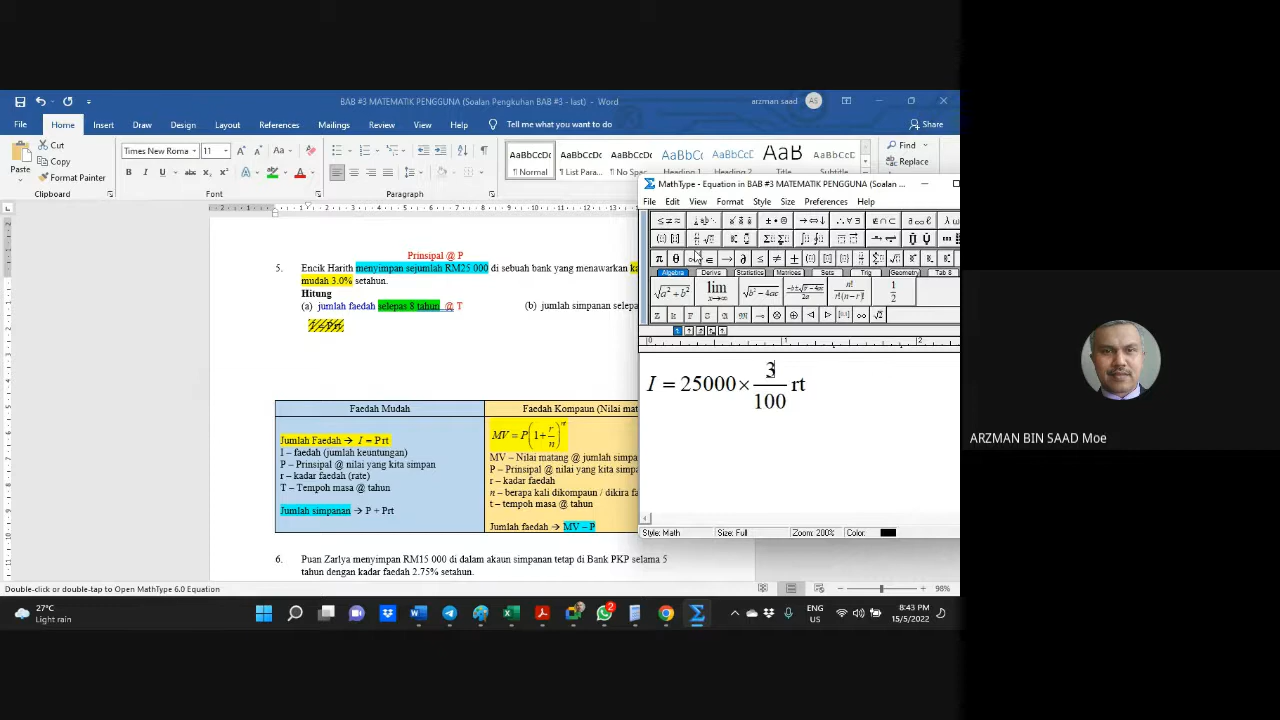 BAB #3 MATEMATIK PENGGUNA (Soalan Pengkuhan BAB #3 - last) - Word
arzman saad
AS
File Home Insert Draw Design Layout References Mailings Review View Help Tell me what you want to do Share
Paste
Cut
Copy
Format Painter
Clipboard
Times New Roma 11
Font
Paragraph
AaBbCcDc AaBbCcDc AaBbCcDc AaBbC( AaBbCcC AaB AaBbCcD
¶ Normal ¶ List Para... ¶ No Spac... Heading 1
Find
Replace
MathType - Equation in BAB #3 MATEMATIK PENGGUNA (Soalan ...
File Edit View Format Style Size Preferences Help
Algebra Derivs Statistics Matrices Sets Trig Geometry Tab 8
I = 25000 × 3/100 rt
Style: Math Size: Full Zoom: 200% Color:
Prinsipal @ P
5. Encik Harith menyimpan sejumlah RM25 000 di sebuah bank yang menawarkan
mudah 3.0% setahun.
Hitung
(a) jumlah faedah selepas 8 tahun @ T (b) jumlah simpanan selepa
I = Prt
Faedah Mudah
Jumlah Faedah → I = Prt
I – faedah (jumlah keuntungan)
P – Prinsipal @ nilai yang kita simpan
r – kadar faedah (rate)
T – Tempoh masa @ tahun
Jumlah simpanan → P + Prt
Faedah Kompaun (Nilai mat
MV = P(1 + r/n)^nt
MV – Nilai matang @ jumlah simpa
P – Prinsipal @ nilai yang kita simpa
r – kadar faedah
n – berapa kali dikompaun / dikira fa
t – tempoh masa @ tahun
Jumlah faedah → MV – P
6. Puan Zarlya menyimpan RM15 000 di dalam akaun simpanan tetap di Bank PKP selama 5
tahun dengan kadar faedah 2.75% setahun.
Double-click or double-tap to Open MathType 6.0 Equation
98%
27°C
Light rain
ENG
US
8:43 PM
15/5/2022
ARZMAN BIN SAAD Moe